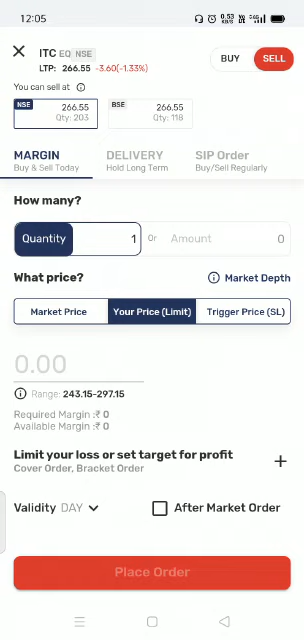 12:05
0.53 KB/S
ITC EQ NSE
LTP: 266.55 -3.60(-1.33%)
BUY SELL
You can sell at
NSE 266.55 BSE 266.55
Qty: 203 Qty: 118
MARGIN DELIVERY SIP Order
Buy & Sell Today Hold Long Term Buy/Sell Regularly
How many?
Quantity 1 Or Amount 0
What price? Market Depth
Market Price Your Price (Limit) Trigger Price (SL)
0.00
Range: 243.15-297.15
Required Margin :₹ 0
Available Margin :₹ 0
Limit your loss or set target for profit
Cover Order, Bracket Order
Validity DAY After Market Order
Place Order